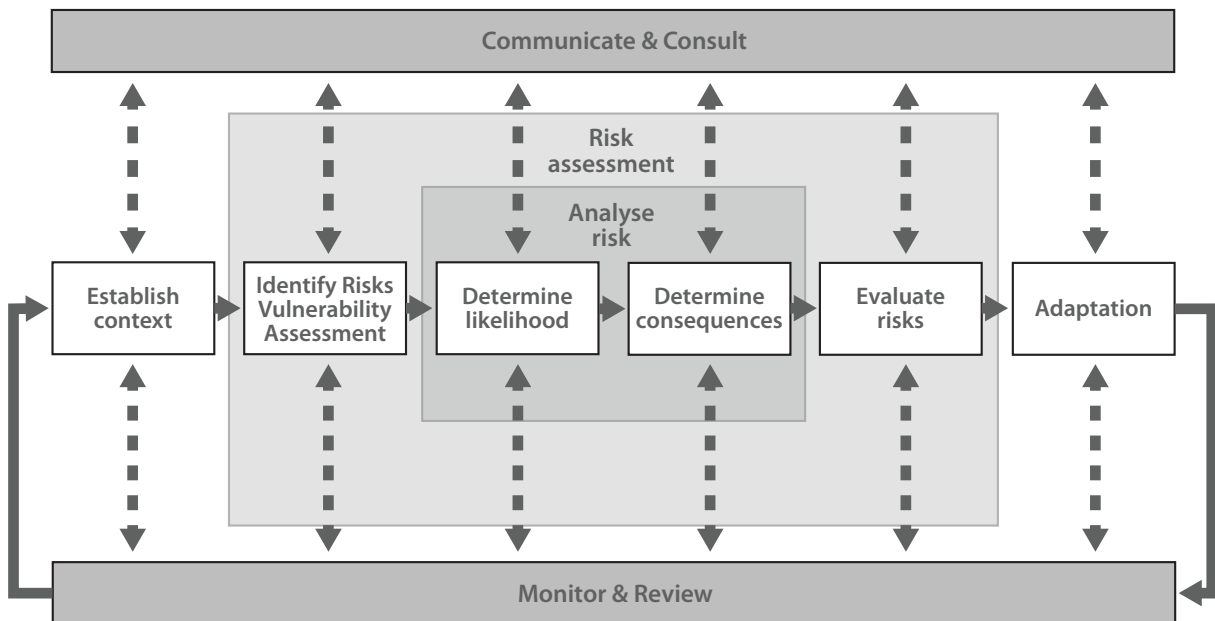 Communicate & Consult
Risk
assessment
Analyse
risk
Establish
context
Identify Risks
Vulnerability
Assessment
Determine
likelihood
Determine
consequences
Evaluate
risks
Adaptation
Monitor & Review